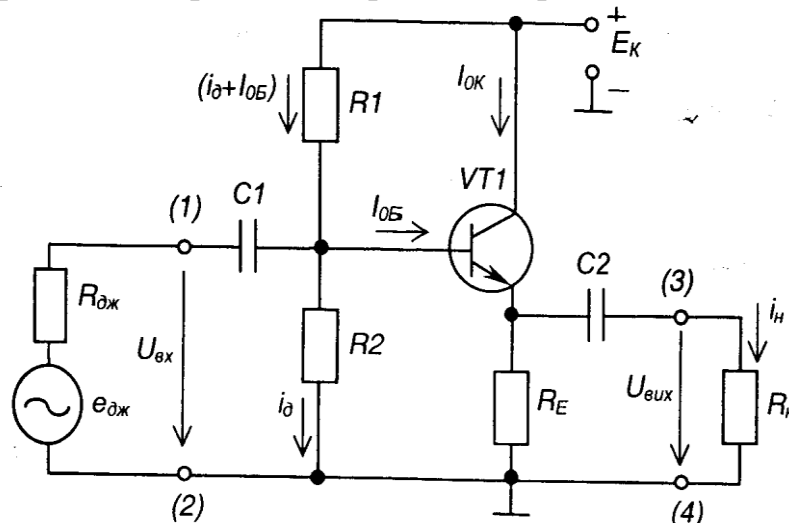 +
E_К
−
(i_д+I_0Б)
R1
I_0К
VT1
(1)
C1
I_0Б
C2
(3)
i_н
R_дж
U_вх
R2
e_дж
i_д
R_E
U_вих
(2)
(4)